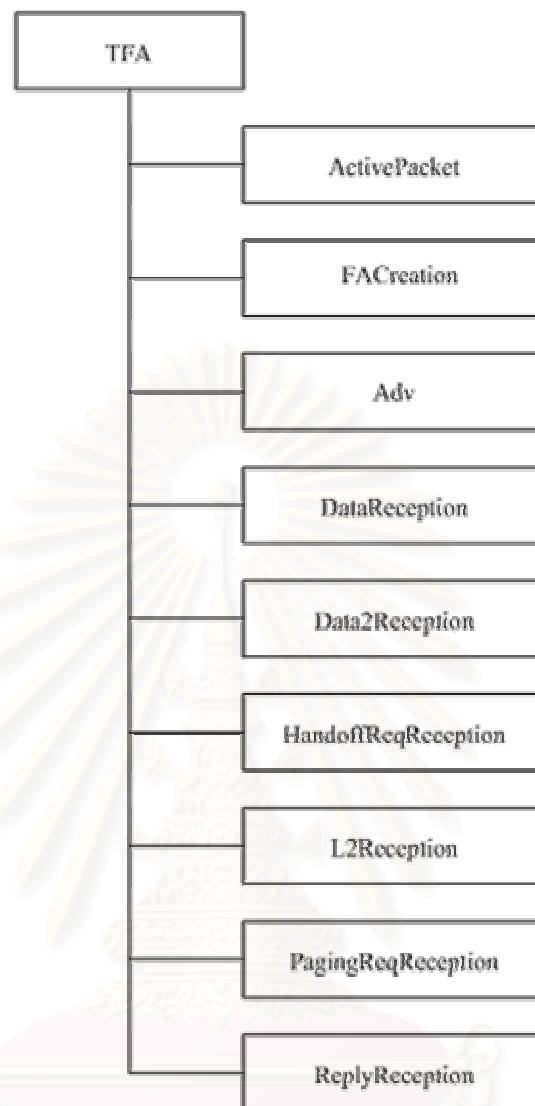 TFA
ActivePacket
FACreation
Adv
DataReception
Data2Reception
HandoffReqReception
L2Reception
PagingReqReception
ReplyReception